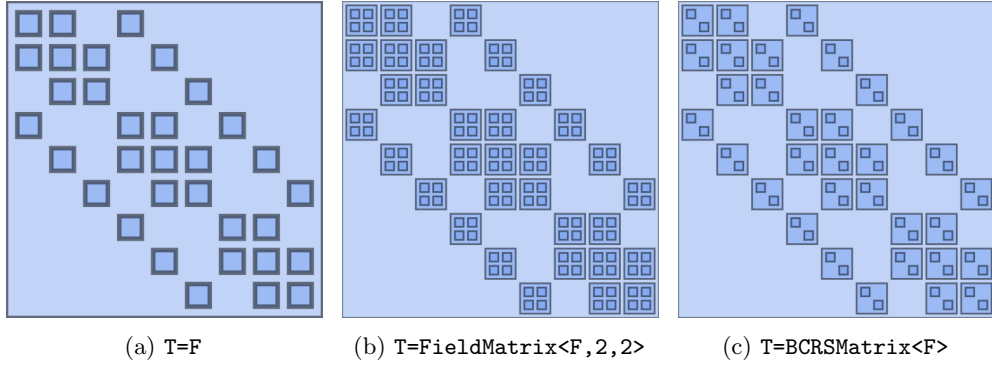 (a) T=F
(b) T=FieldMatrix<F,2,2>
(c) T=BCRSMatrix<F>